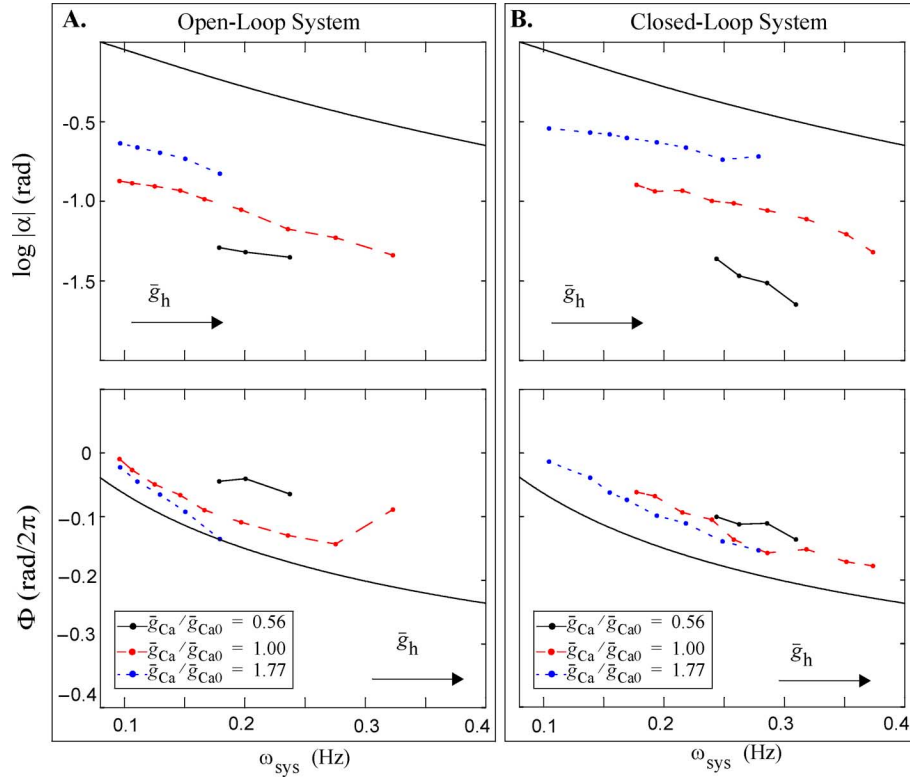 A. Open-Loop System
B. Closed-Loop System
log |α| (rad)
-0.5
-1.0
-1.5
ḡh
ḡh
Φ (rad/2π)
0
−0.1
−0.2
−0.3
−0.4
ḡCa/ḡCa0 = 0.56
ḡCa/ḡCa0 = 1.00
ḡCa/ḡCa0 = 1.77
ḡh
ḡCa/ḡCa0 = 0.56
ḡCa/ḡCa0 = 1.00
ḡCa/ḡCa0 = 1.77
ḡh
0.1 0.2 0.3 0.4
0.1 0.2 0.3 0.4
ωsys (Hz)
ωsys (Hz)